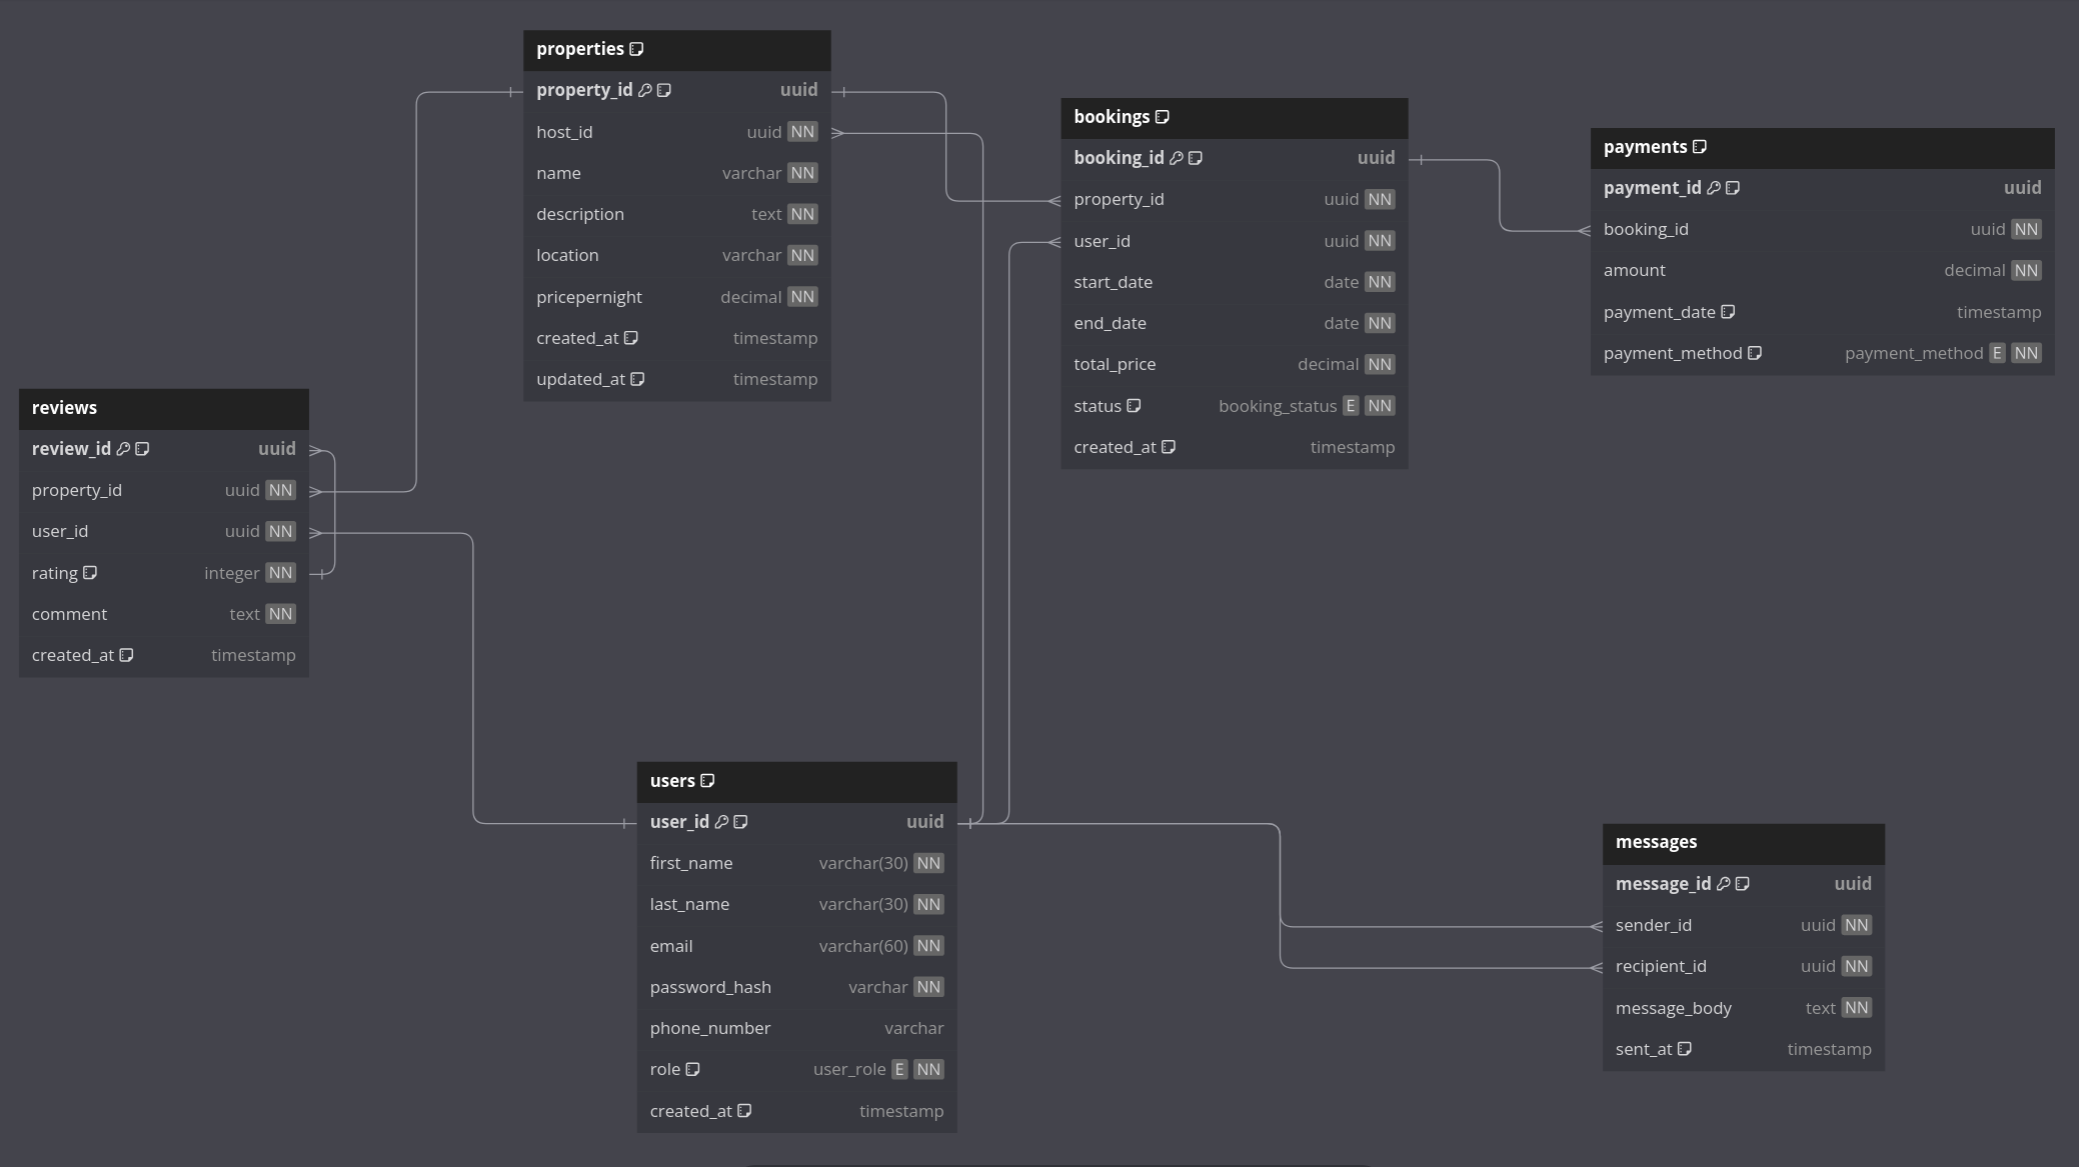 properties
property_id uuid
host_id uuid NN
name varchar NN
description text NN
location varchar NN
pricepernight decimal NN
created_at timestamp
updated_at timestamp
bookings
booking_id uuid
property_id uuid NN
user_id uuid NN
start_date date NN
end_date date NN
total_price decimal NN
status booking_status E NN
created_at timestamp
payments
payment_id uuid
booking_id uuid NN
amount decimal NN
payment_date timestamp
payment_method payment_method E NN
reviews
review_id uuid
property_id uuid NN
user_id uuid NN
rating integer NN
comment text NN
created_at timestamp
users
user_id uuid
first_name varchar(30) NN
last_name varchar(30) NN
email varchar(60) NN
password_hash varchar NN
phone_number varchar
role user_role E NN
created_at timestamp
messages
message_id uuid
sender_id uuid NN
recipient_id uuid NN
message_body text NN
sent_at timestamp